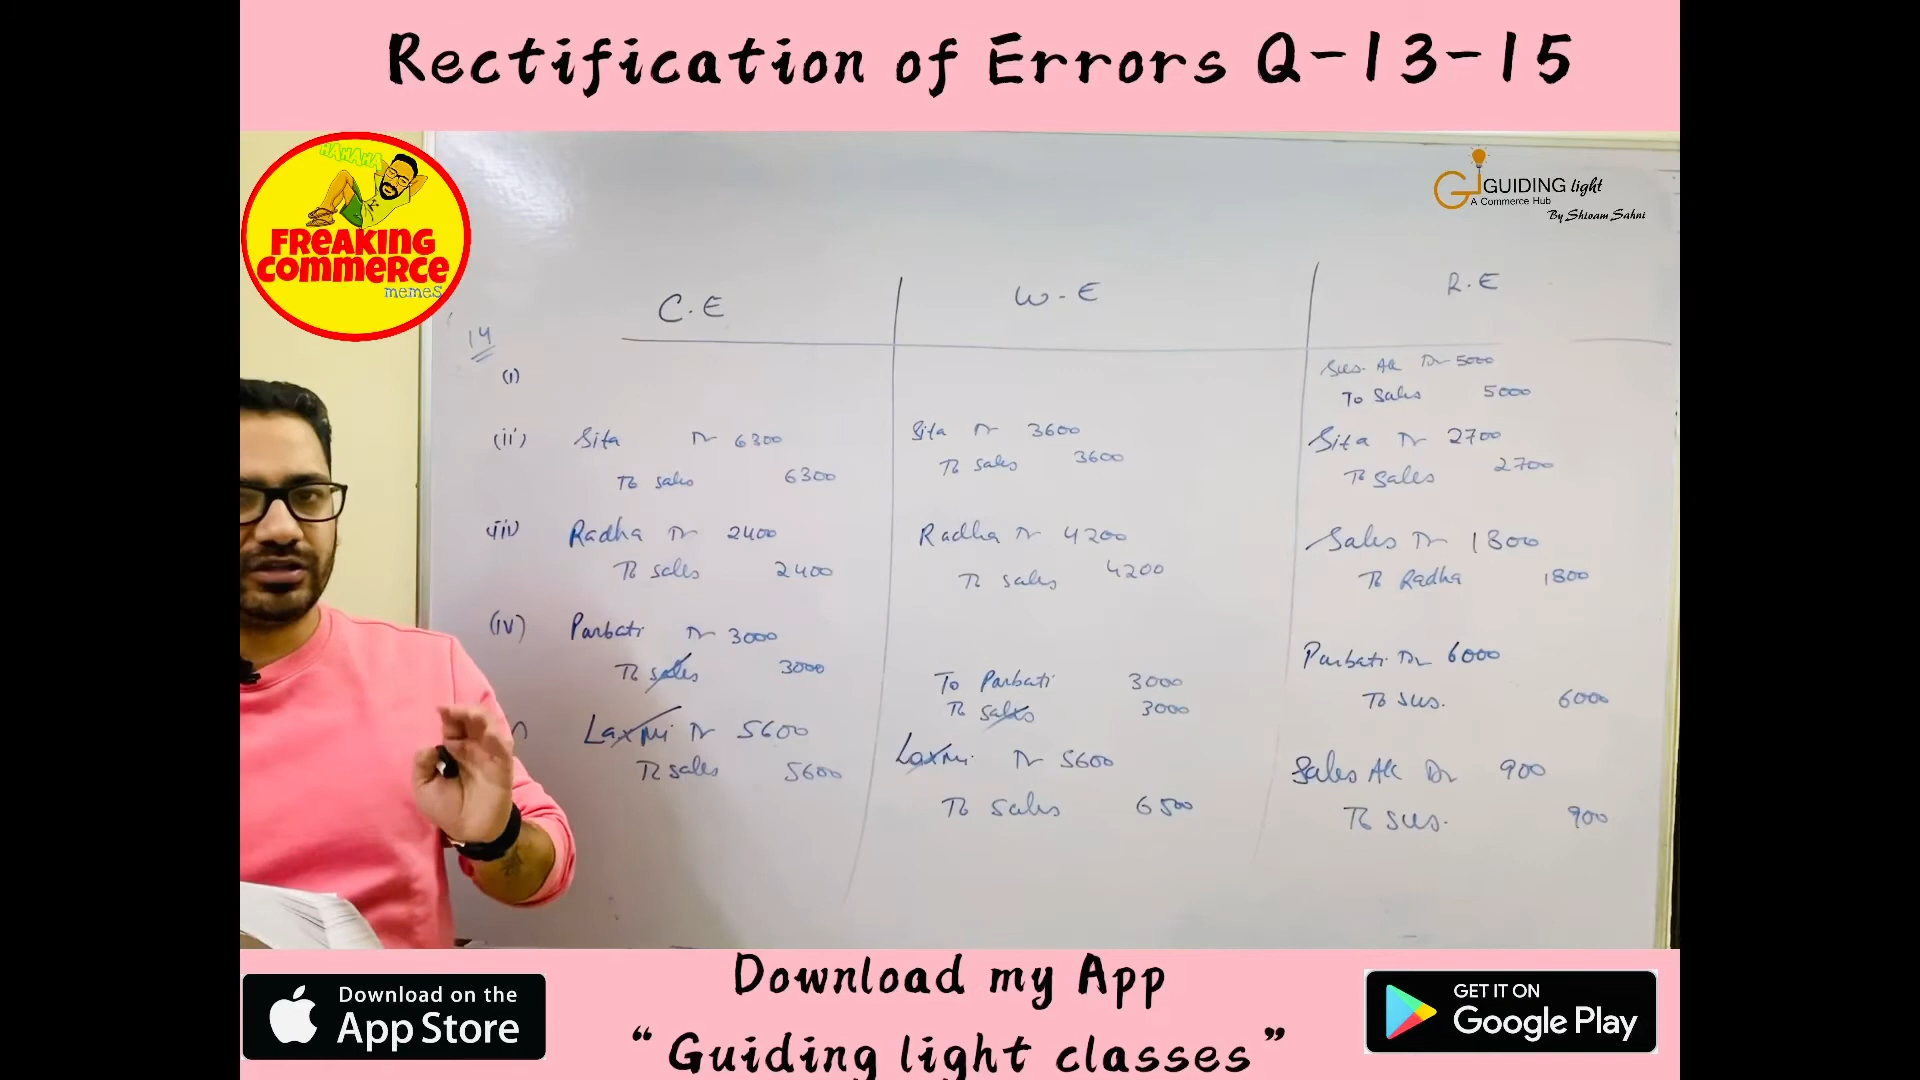 Rectification of Errors Q-13-15
HAHAHA
FREAKING
COMMERCE
memes
GUIDING light
A Commerce Hub
By Shivam Sahni
C.E
W-E
R.E
14
(i)
Sus. A/c Dr 5000
To Sales 5000
(ii) Sita Dr 6300
To sales 6300
Sita Dr 3600
To sales 3600
Sita Dr 2700
To Sales 2700
(iii) Radha Dr 2400
To sales 2400
Radha Dr 4200
To sales 4200
Sales Dr 1800
To Radha 1800
(iv) Parbati Dr 3000
To sales 3000
To Parbati 3000
To sales 3000
Parbati Dr 6000
To sus. 6000
Laxmi Dr 5600
To sales 5600
Laxmi Dr 5600
To sales 6500
Sales A/c Dr 900
To sus. 900
Download on the
App Store
Download my App
“Guiding light classes”
GET IT ON
Google Play